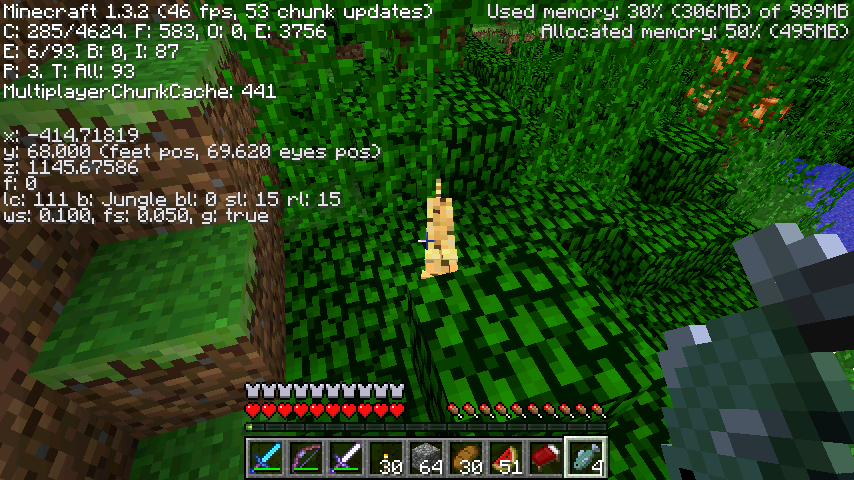 Minecraft 1.3.2 (46 fps, 53 chunk updates)
C: 285/4624. F: 583, O: 0, E: 3756
E: 6/93. B: 0, I: 87
P: 3. T: All: 93
MultiplayerChunkCache: 441
Used memory: 30% (306MB) of 989MB
Allocated memory: 50% (495MB)
x: -414.71819
y: 68.000 (feet pos, 69.620 eyes pos)
z: 1145.67586
f: 0
lc: 111 b: Jungle bl: 0 sl: 15 rl: 15
ws: 0.100, fs: 0.050, g: true
30 64 30 51 4